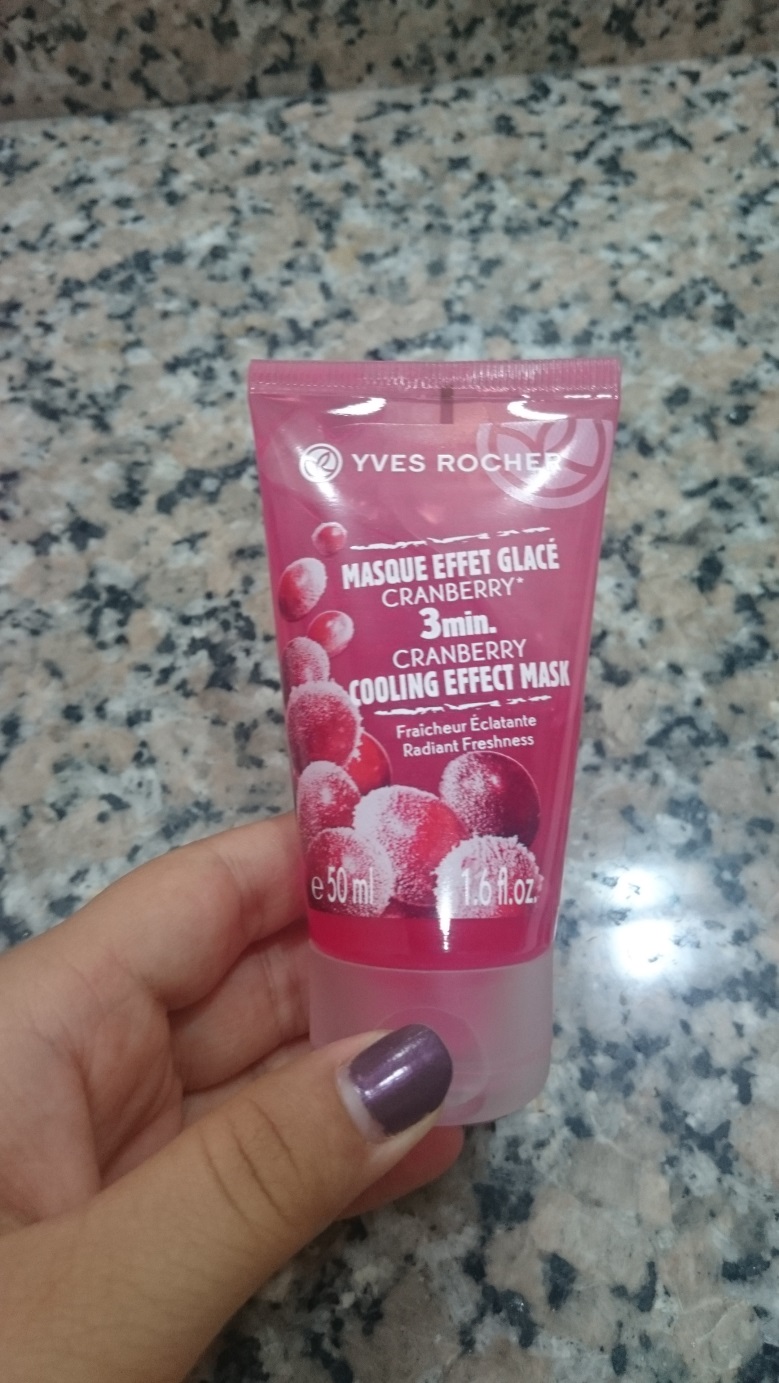 YVES ROCHER
MASQUE EFFET GLACÉ
CRANBERRY*
3min.
CRANBERRY
COOLING EFFECT MASK
Fraîcheur Éclatante
Radiant Freshness
e 50 ml 1.6 fl.oz.